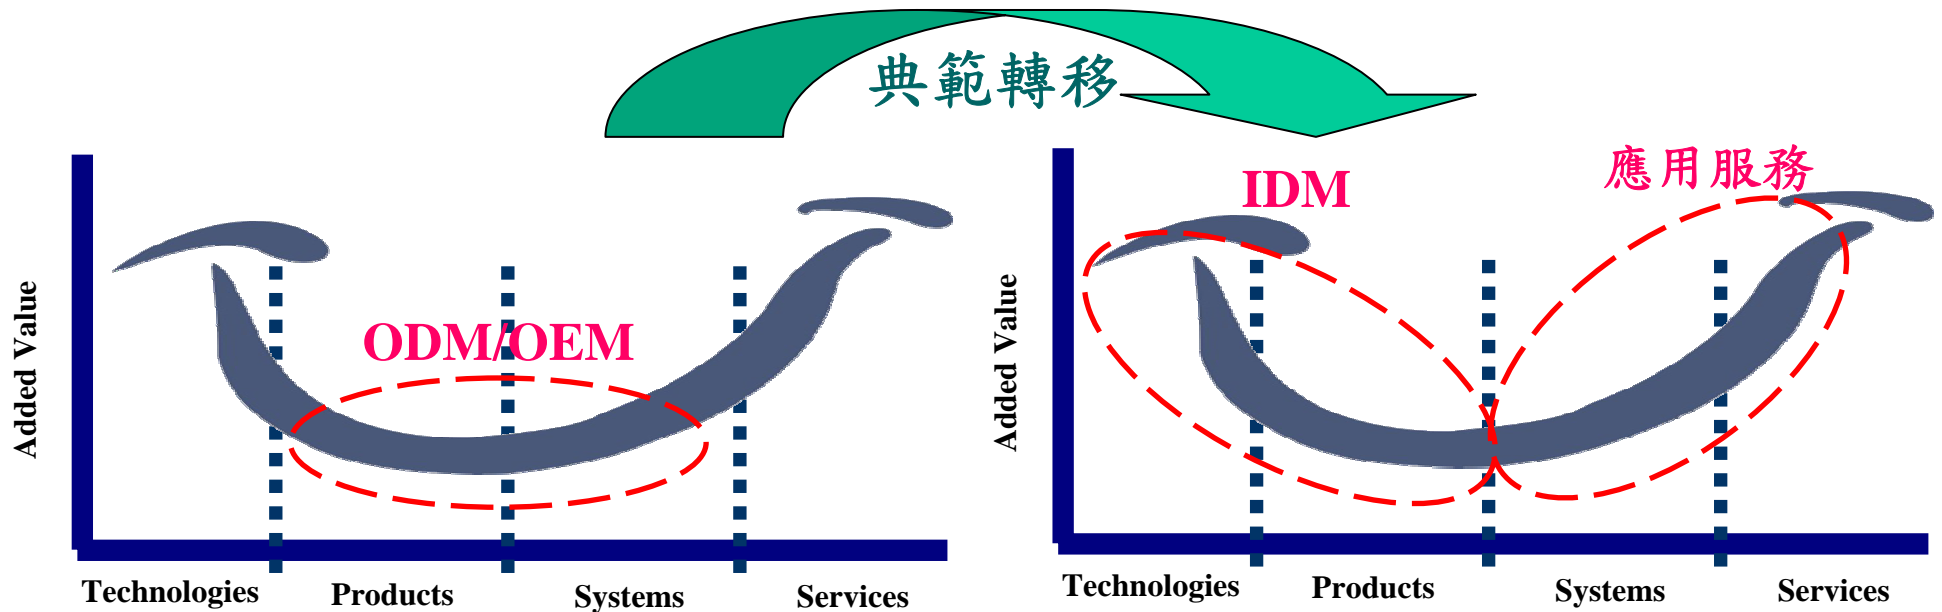 典範轉移
ODM/OEM
Added Value
Technologies
Products
Systems
Services
IDM
應用服務
Added Value
Technologies
Products
Systems
Services